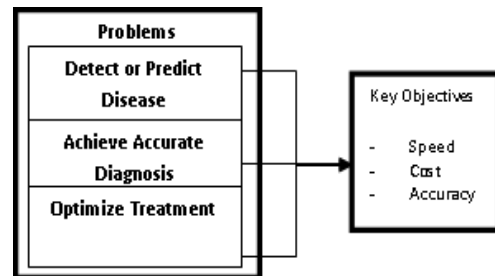 Problems
Detect or Predict
Disease
Achieve Accurate
Diagnosis
Optimize Treatment
Key Objectives
- Speed
- Cost
- Accuracy